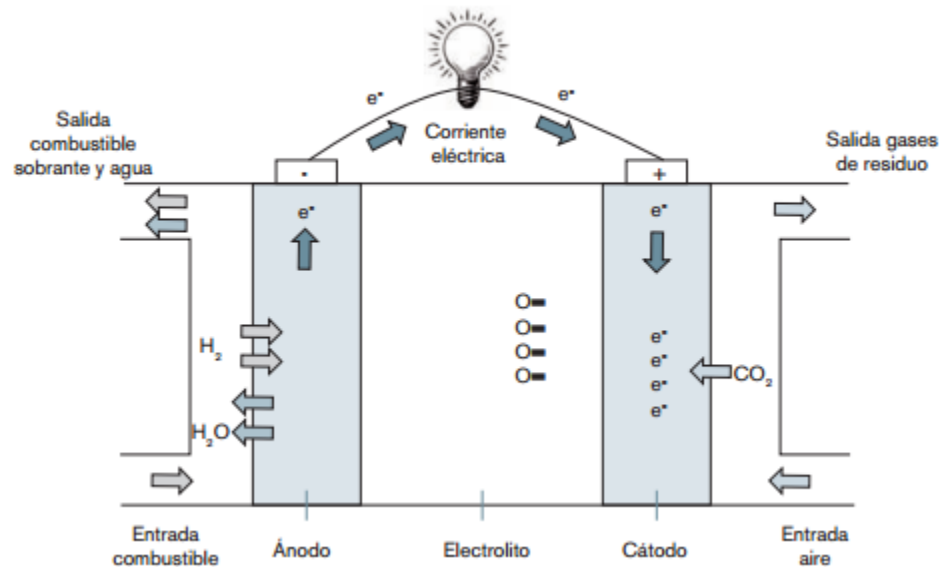 e-
e-
Salida
combustible
sobrante y agua
Corriente
eléctrica
Salida gases
de residuo
-
+
e-
e-
O=
O=
O=
O=
H₂
e-
e-
e-
e-
CO₂
H₂O
Entrada
combustible
Ánodo
Electrolito
Cátodo
Entrada
aire